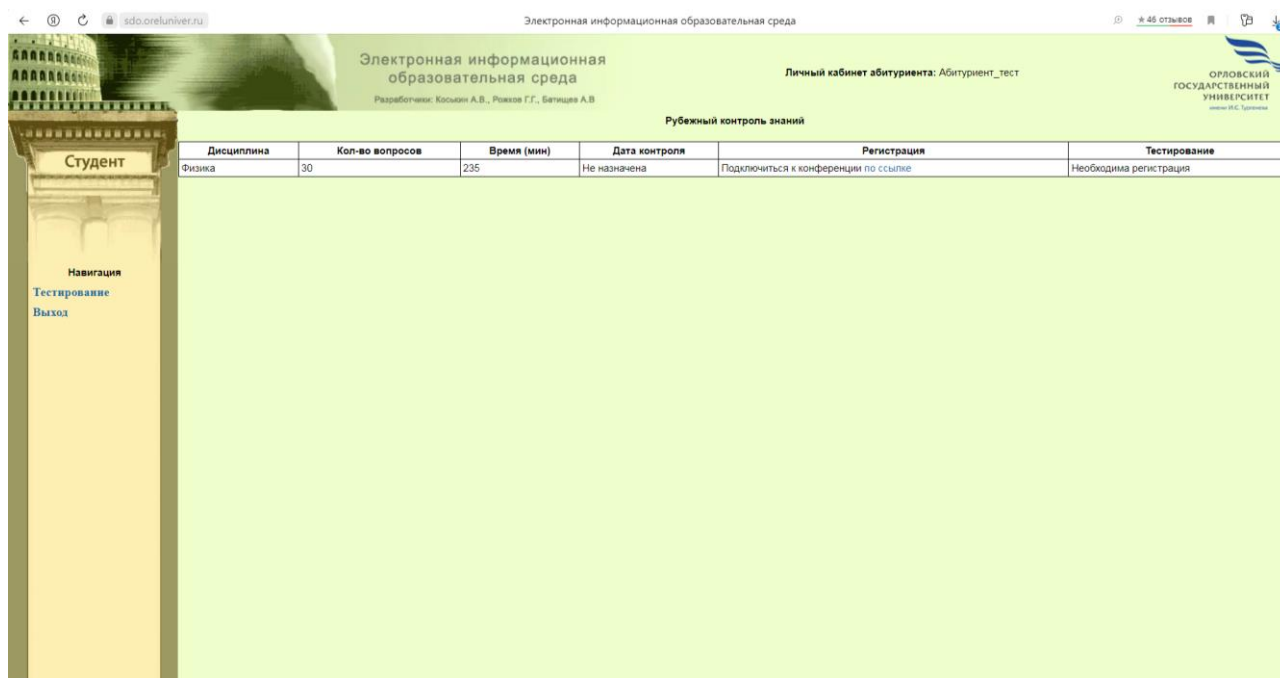 sdo.oreluniver.ru
Электронная информационная образовательная среда
★ 46 отзывов
Электронная информационная
образовательная среда
Разработчики: Коськин А.В., Рожков Г.Г., Батищев А.В
Личный кабинет абитуриента: Абитуриент_тест
ОРЛОВСКИЙ
ГОСУДАРСТВЕННЫЙ
УНИВЕРСИТЕТ
имени И.С. Тургенева
Рубежный контроль знаний
Студент
Дисциплина Кол-во вопросов Время (мин) Дата контроля Регистрация Тестирование
Физика 30 235 Не назначена Подключиться к конференции по ссылке Необходима регистрация
Навигация
Тестирование
Выход